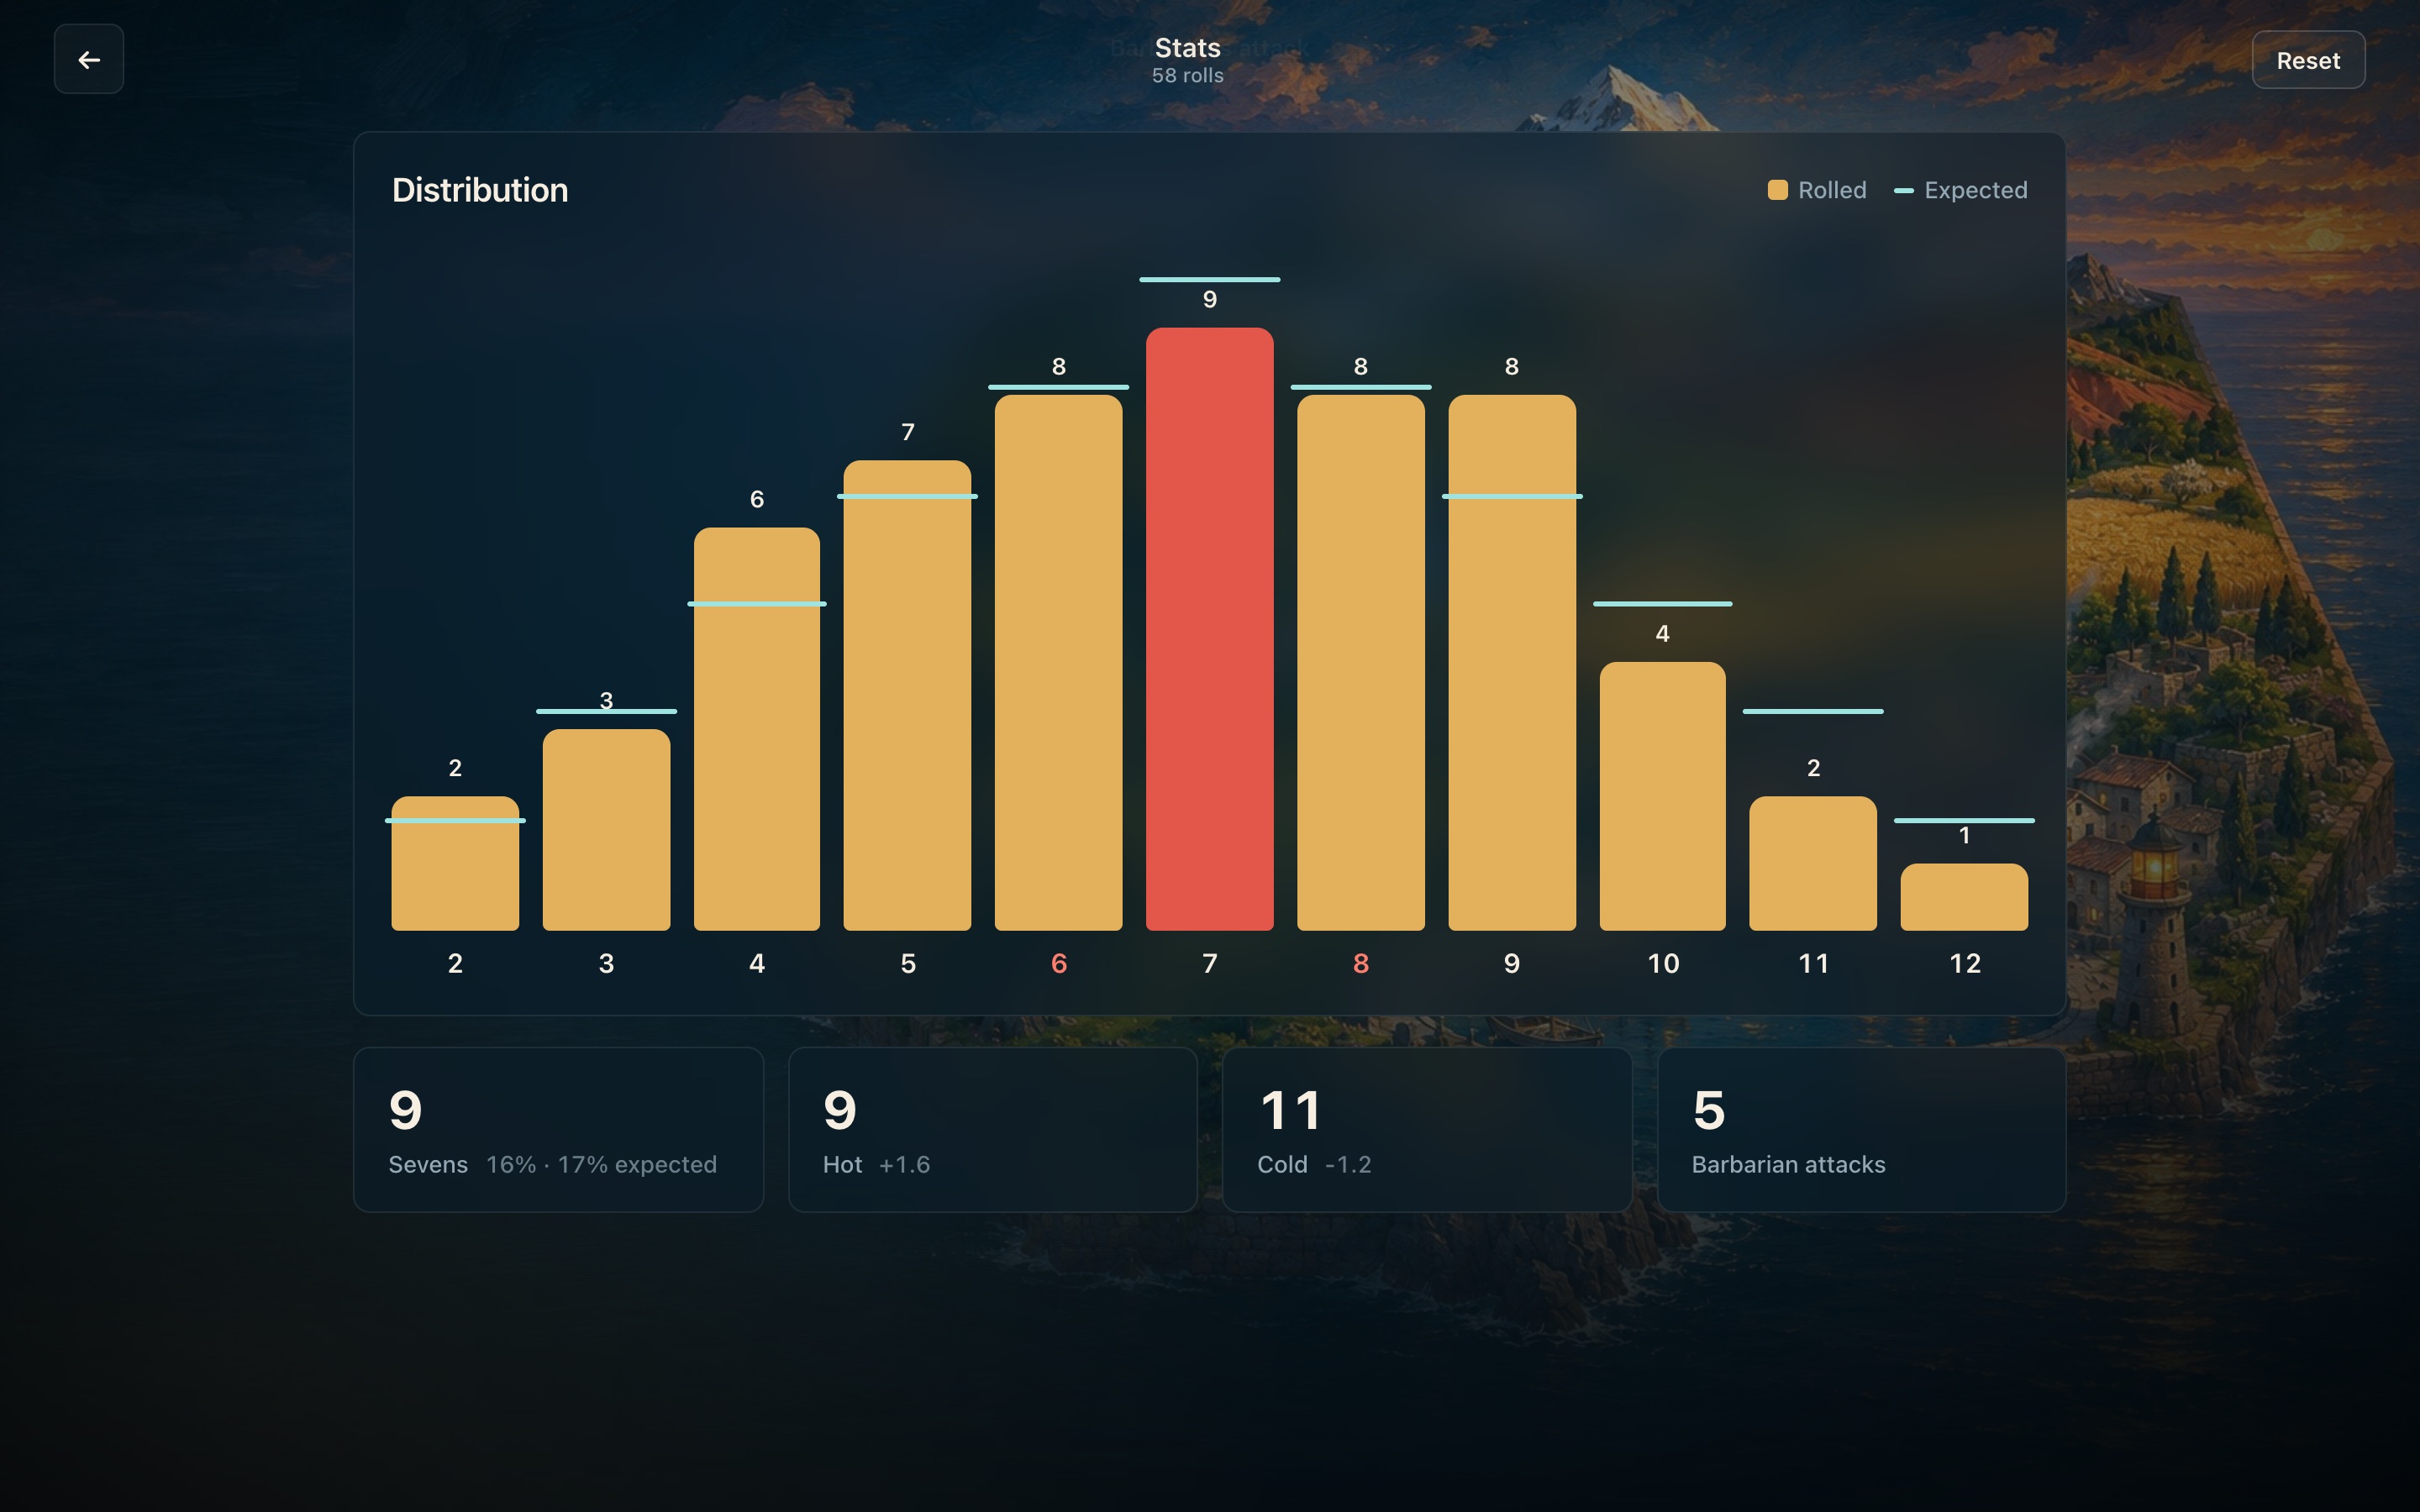 Stats
58 rolls
Reset
Distribution
Rolled
Expected
9
8
8
8
7
6
4
3
2
2
1
2
3
4
5
6
7
8
9
10
11
12
9
Sevens 16% · 17% expected
9
Hot +1.6
11
Cold -1.2
5
Barbarian attacks